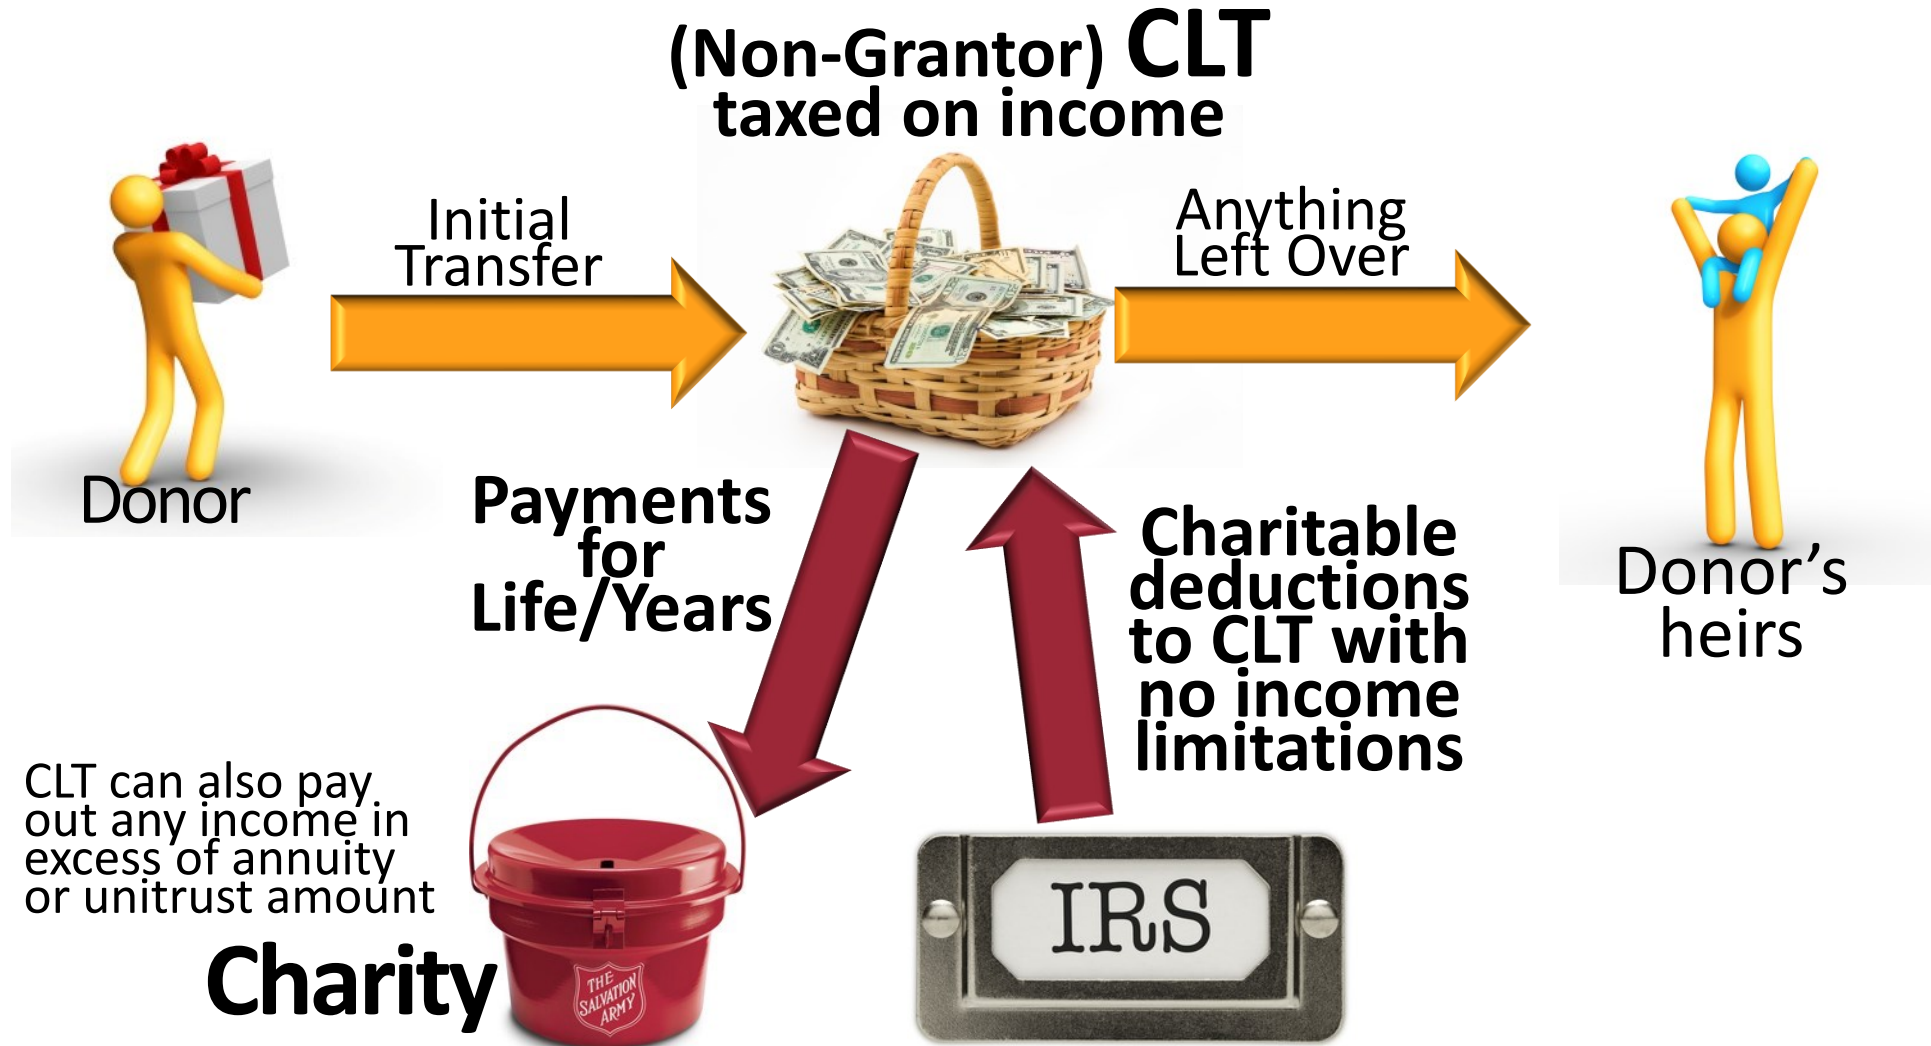 (Non-Grantor) CLT
taxed on income
Initial
Transfer
Anything
Left Over
Donor
Payments
for
Life/Years
Charitable
deductions
to CLT with
no income
limitations
Donor's
heirs
CLT can also pay
out any income in
excess of annuity
or unitrust amount
Charity
THE
SALVATION
ARMY
IRS